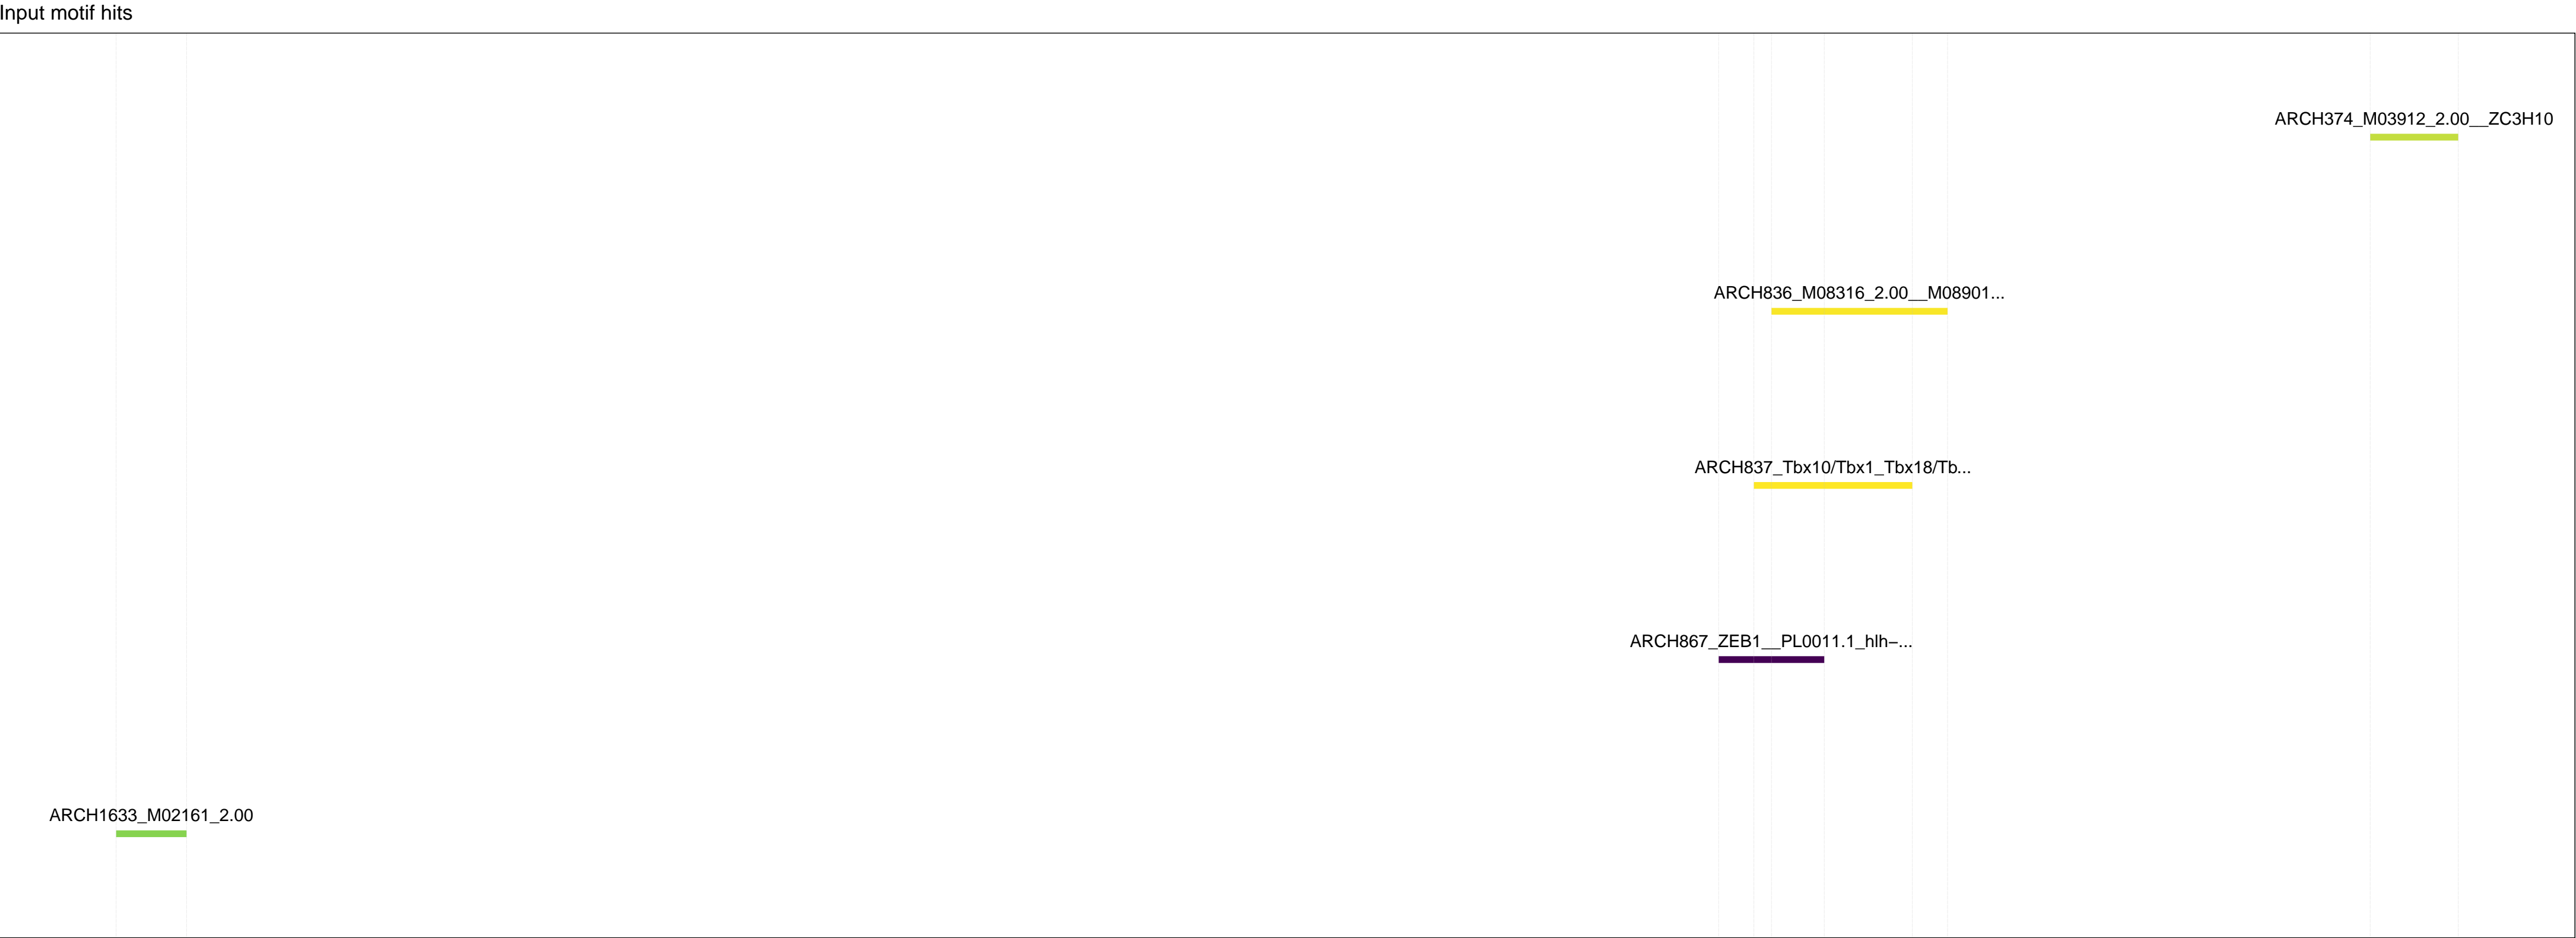 Input motif hits
ARCH374_M03912_2.00__ZC3H10
ARCH836_M08316_2.00__M08901...
ARCH837_Tbx10/Tbx1_Tbx18/Tb...
ARCH867_ZEB1__PL0011.1_hlh−...
ARCH1633_M02161_2.00